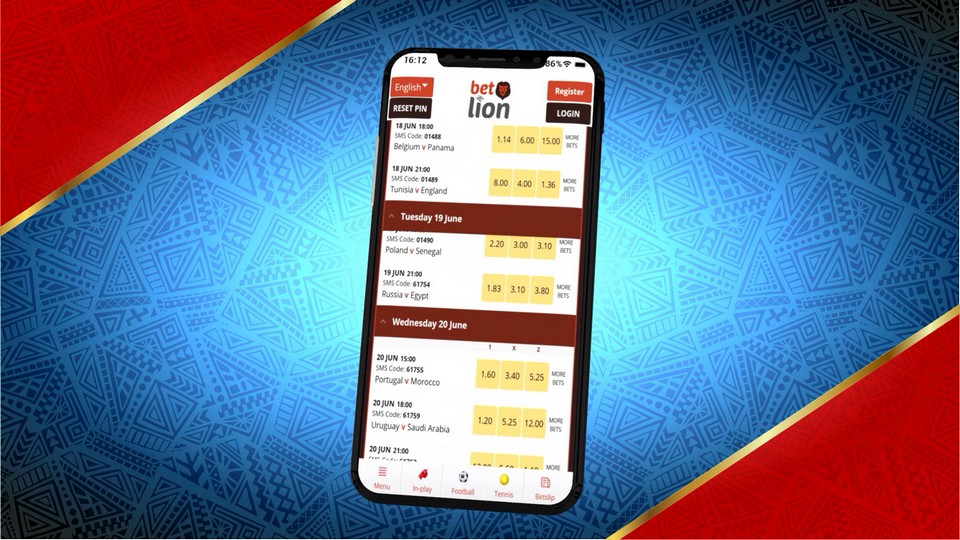 16:12
86%
English
bet
lion
Register
RESET PIN
LOGIN
18 JUN 18:00
SMS Code: 01488
Belgium v Panama
1.14 6.00 15.00 MORE BETS
18 JUN 21:00
SMS Code: 01489
Tunisia v England
8.00 4.00 1.36 MORE BETS
Tuesday 19 June
SMS Code: 01490
Poland v Senegal
2.20 3.00 3.10 MORE BETS
19 JUN 21:00
SMS Code: 61754
Russia v Egypt
1.83 3.10 3.80 MORE BETS
Wednesday 20 June
1 X 2
20 JUN 15:00
SMS Code: 61755
Portugal v Morocco
1.60 3.40 5.25 MORE BETS
20 JUN 18:00
SMS Code: 61759
Uruguay v Saudi Arabia
1.20 5.25 12.00 MORE BETS
20 JUN 21:00
MORE
Menu In-play Football Tennis Betslip